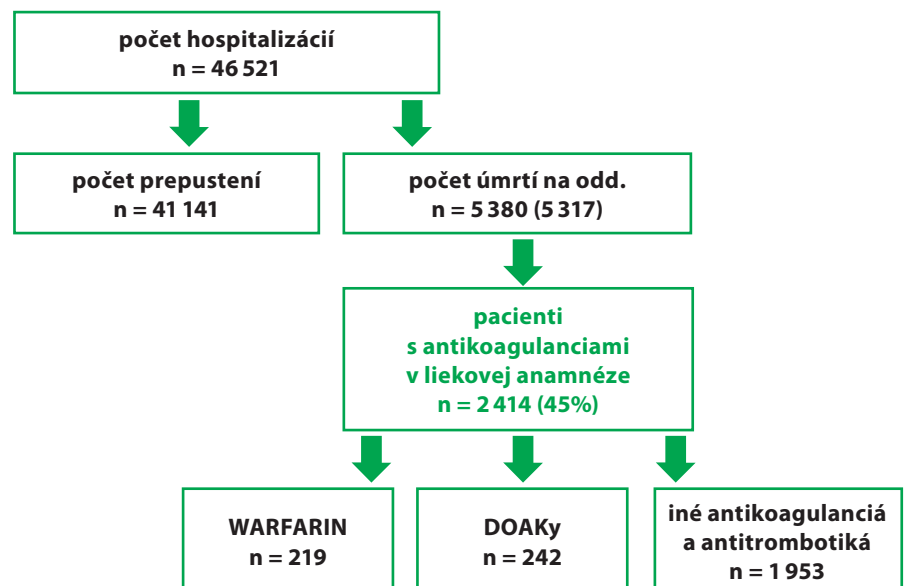 počet hospitalizácií
n = 46 521
počet prepustení
n = 41 141
počet úmrtí na odd.
n = 5 380 (5 317)
pacienti
s antikoagulanciami
v liekovej anamnéze
n = 2 414 (45%)
WARFARIN
n = 219
DOAKy
n = 242
iné antikoagulanciá
a antitrombotiká
n = 1 953